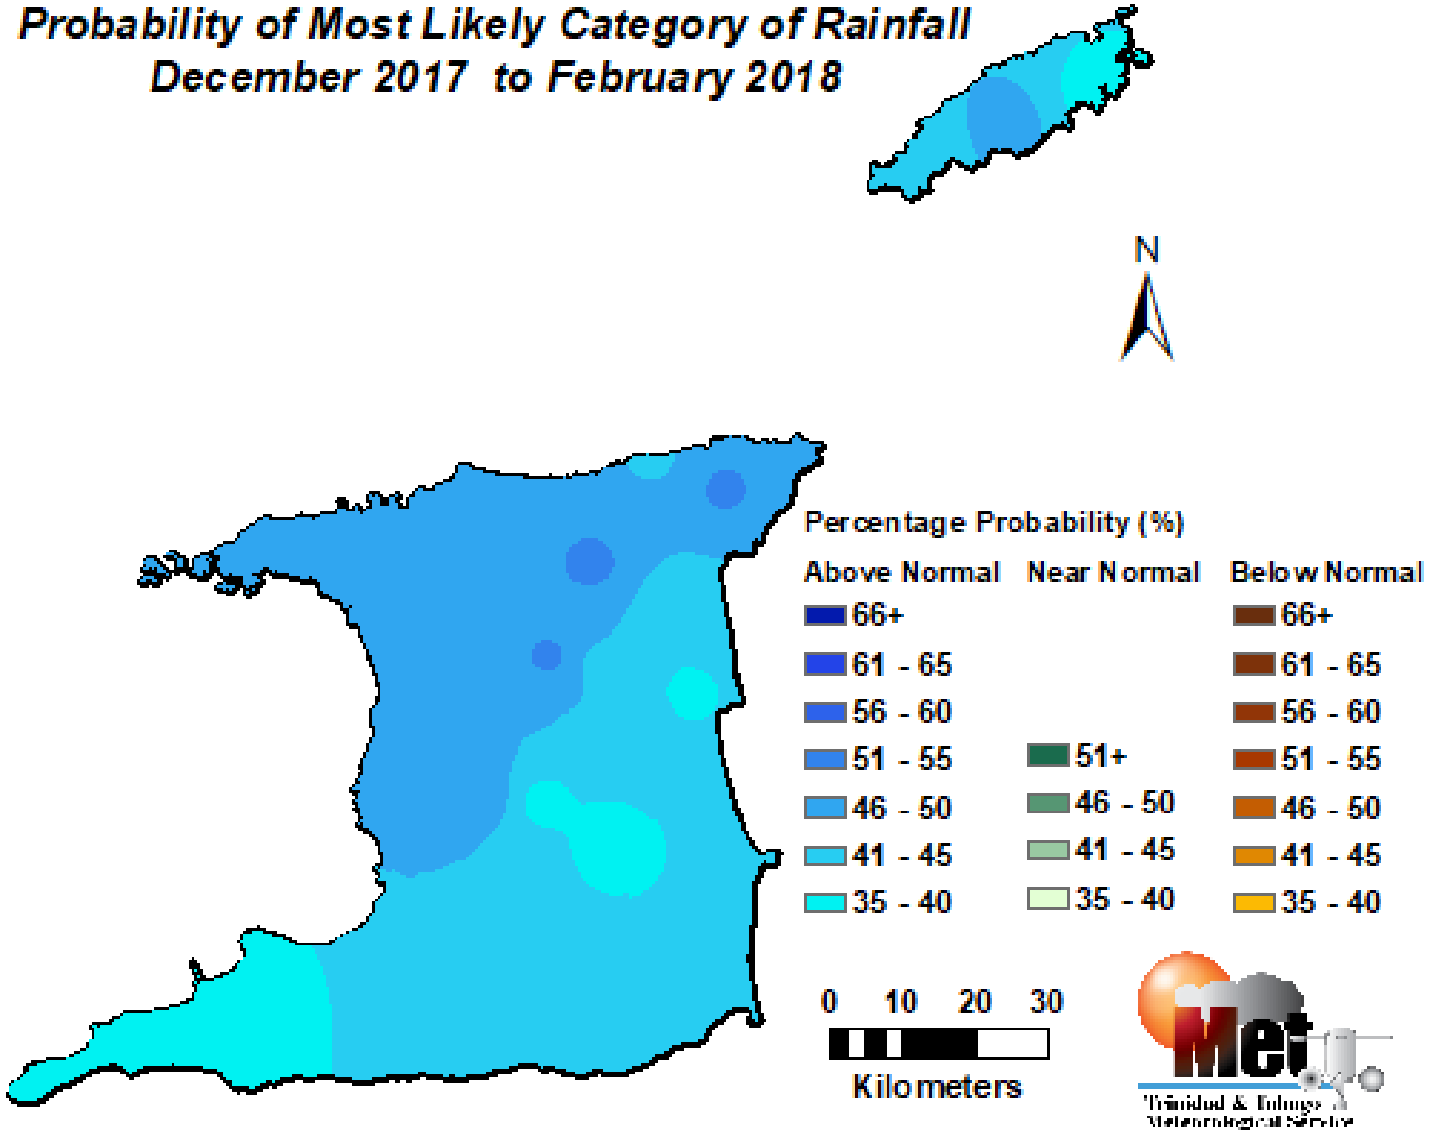 Probability of Most Likely Category of Rainfall
December 2017 to February 2018
N
Percentage Probability (%)
Above Normal Near Normal Below Normal
66+ 66+
61 - 65 61 - 65
56 - 60 56 - 60
51 - 55 51+ 51 - 55
46 - 50 46 - 50 46 - 50
41 - 45 41 - 45 41 - 45
35 - 40 35 - 40 35 - 40
0 10 20 30
Kilometers
Met
Trinidad & Tobago
Meteorological Service